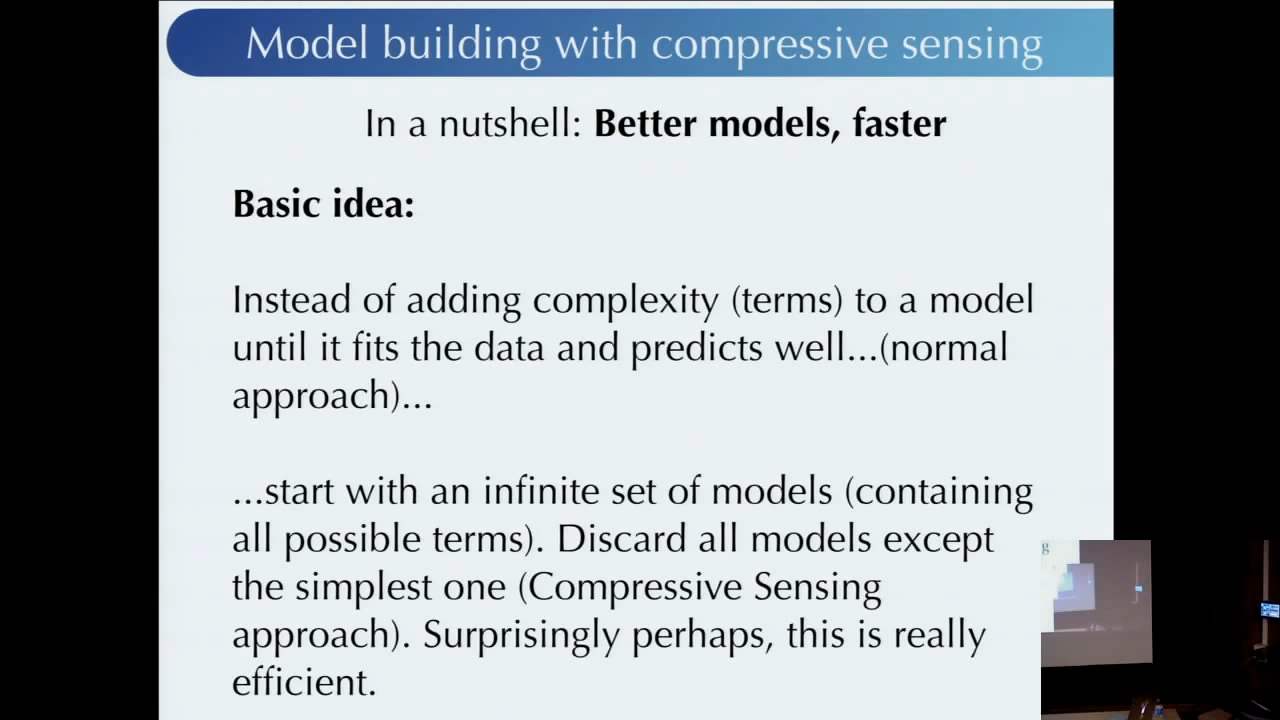 Model building with compressive sensing
In a nutshell: Better models, faster
Basic idea:
Instead of adding complexity (terms) to a model
until it fits the data and predicts well...(normal
approach)...
...start with an infinite set of models (containing
all possible terms). Discard all models except
the simplest one (Compressive Sensing
approach). Surprisingly perhaps, this is really
efficient.
g